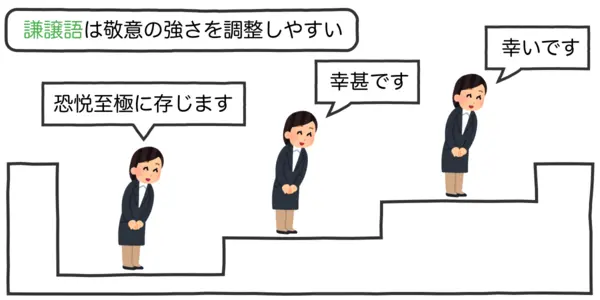 謙譲語は敬意の強さを調整しやすい
恐悦至極に存じます
幸甚です
幸いです